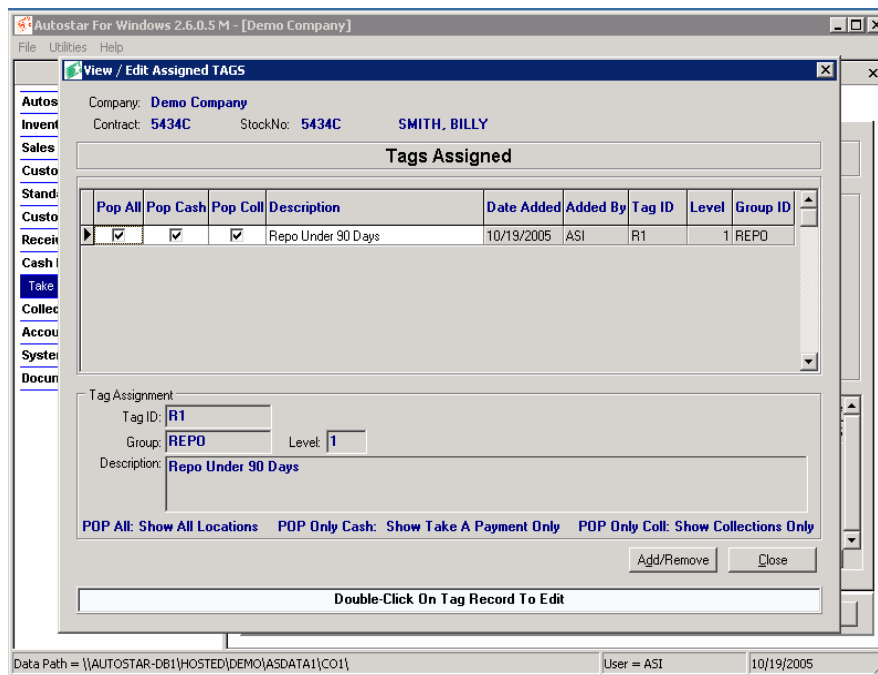 Autostar For Windows 2.6.0.5 M - [Demo Company]
File Utilities Help
View / Edit Assigned TAGS
Company: Demo Company
Contract: 5434C StockNo: 5434C SMITH, BILLY
Tags Assigned
Pop All Pop Cash Pop Coll Description Date Added Added By Tag ID Level Group ID
Repo Under 90 Days 10/19/2005 ASI R1 1 REPO
Autos
Invent
Sales
Custo
Stand
Custo
Receiv
Cash
Take
Collec
Accou
System
Docum
Tag Assignment
Tag ID: R1
Group: REPO Level: 1
Description: Repo Under 90 Days
POP All: Show All Locations POP Only Cash: Show Take A Payment Only POP Only Coll: Show Collections Only
Add/Remove Close
Double-Click On Tag Record To Edit
Data Path = \\AUTOSTAR-DB1\HOSTED\DEMO\ASDATA1\CO1\ User = ASI 10/19/2005